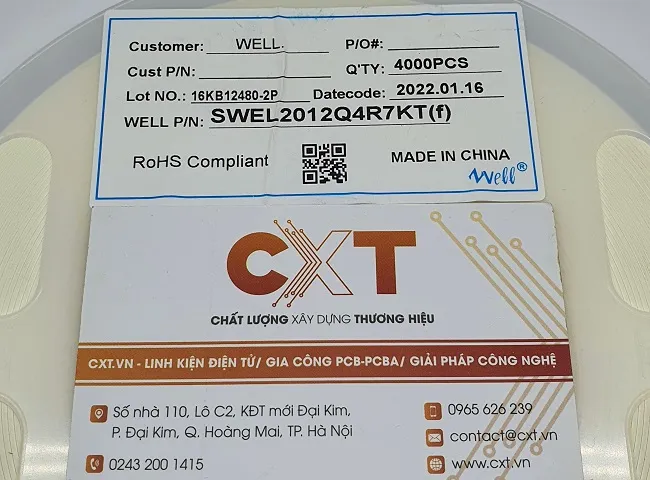 Customer: WELL. P/O#:
Cust P/N: Q'TY: 4000PCS
Lot NO.: 16KB12480-2P Datecode: 2022.01.16
WELL P/N: SWEL2012Q4R7KT(f)
RoHS Compliant MADE IN CHINA
Well®
CXT
CHẤT LƯỢNG XÂY DỰNG THƯƠNG HIỆU
CXT.VN - LINH KIỆN ĐIỆN TỬ/ GIA CÔNG PCB-PCBA/ GIẢI PHÁP CÔNG NGHỆ
Số nhà 110, Lô C2, KĐT mới Đại Kim,
P. Đại Kim, Q. Hoàng Mai, TP. Hà Nội
0243 200 1415
0965 626 239
contact@cxt.vn
www.cxt.vn